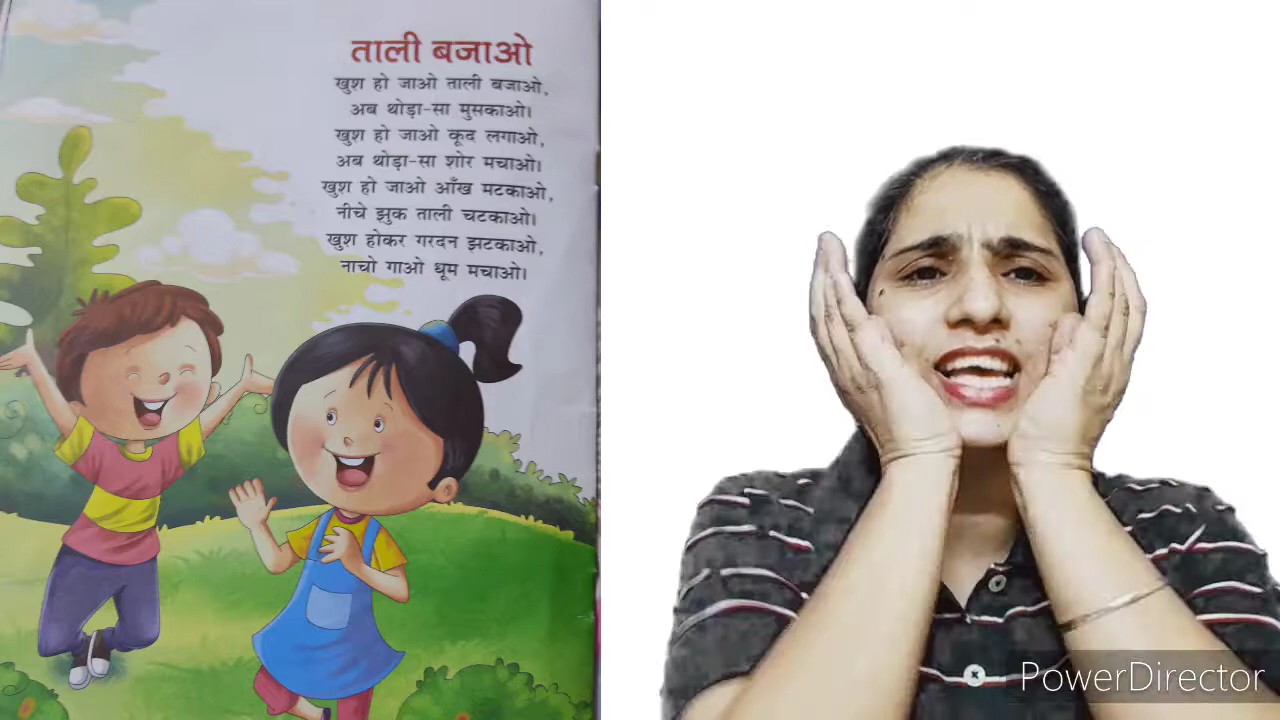 ताली बजाओ
खुश हो जाओ ताली बजाओ,
अब थोड़ा-सा मुसकाओ।
खुश हो जाओ कूद लगाओ,
अब थोड़ा-सा शोर मचाओ।
खुश हो जाओ आँख मटकाओ,
नीचे झुक ताली चटकाओ।
खुश होकर गरदन झटकाओ,
नाचो गाओ धूम मचाओ।
PowerDirector